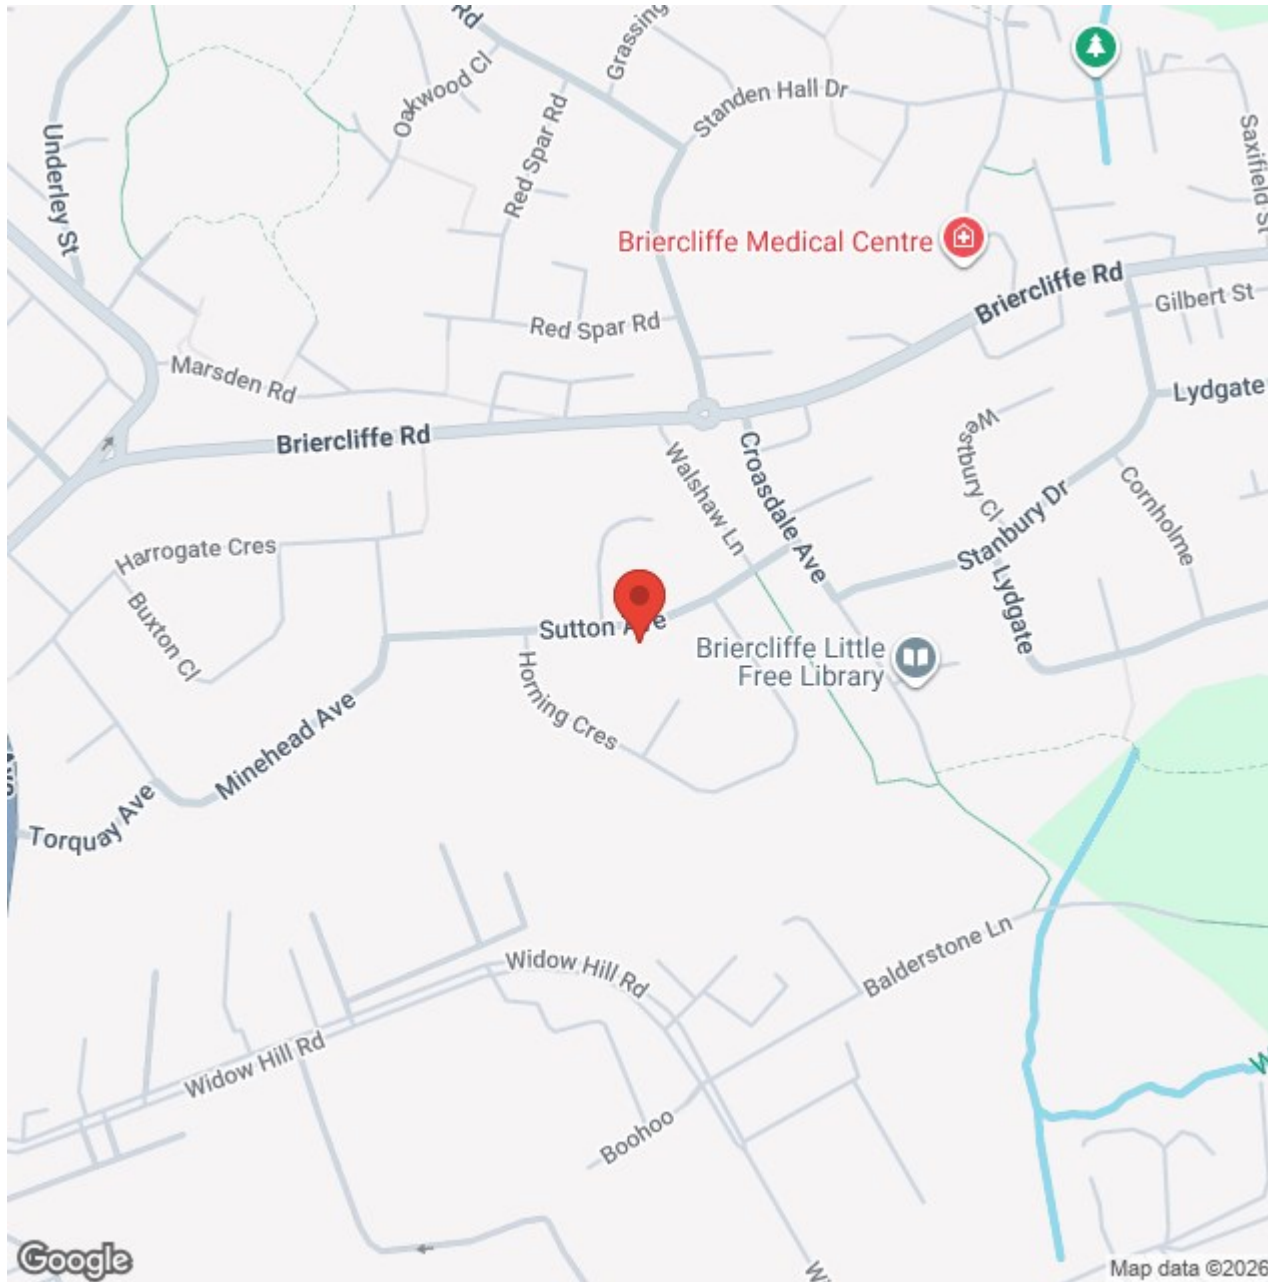 Rd
Grassing
Oakwood Cl
Standen Hall Dr
Red Spar Rd
Underley St
Saxifield St
Briercliffe Medical Centre
Briercliffe Rd
Gilbert St
Red Spar Rd
Marsden Rd
Lydgate
Briercliffe Rd
Westbury Cl
Walshaw Ln
Croasdale Ave
Stanbury Dr
Cornholme
Harrogate Cres
Buxton Cl
Lydgate
Sutton Ave
Briercliffe Little
Free Library
Horning Cres
Minehead Ave
Torquay Ave
Balderstone Ln
Widow Hill Rd
Widow Hill Rd
Boohoo
Google
Map data ©2026